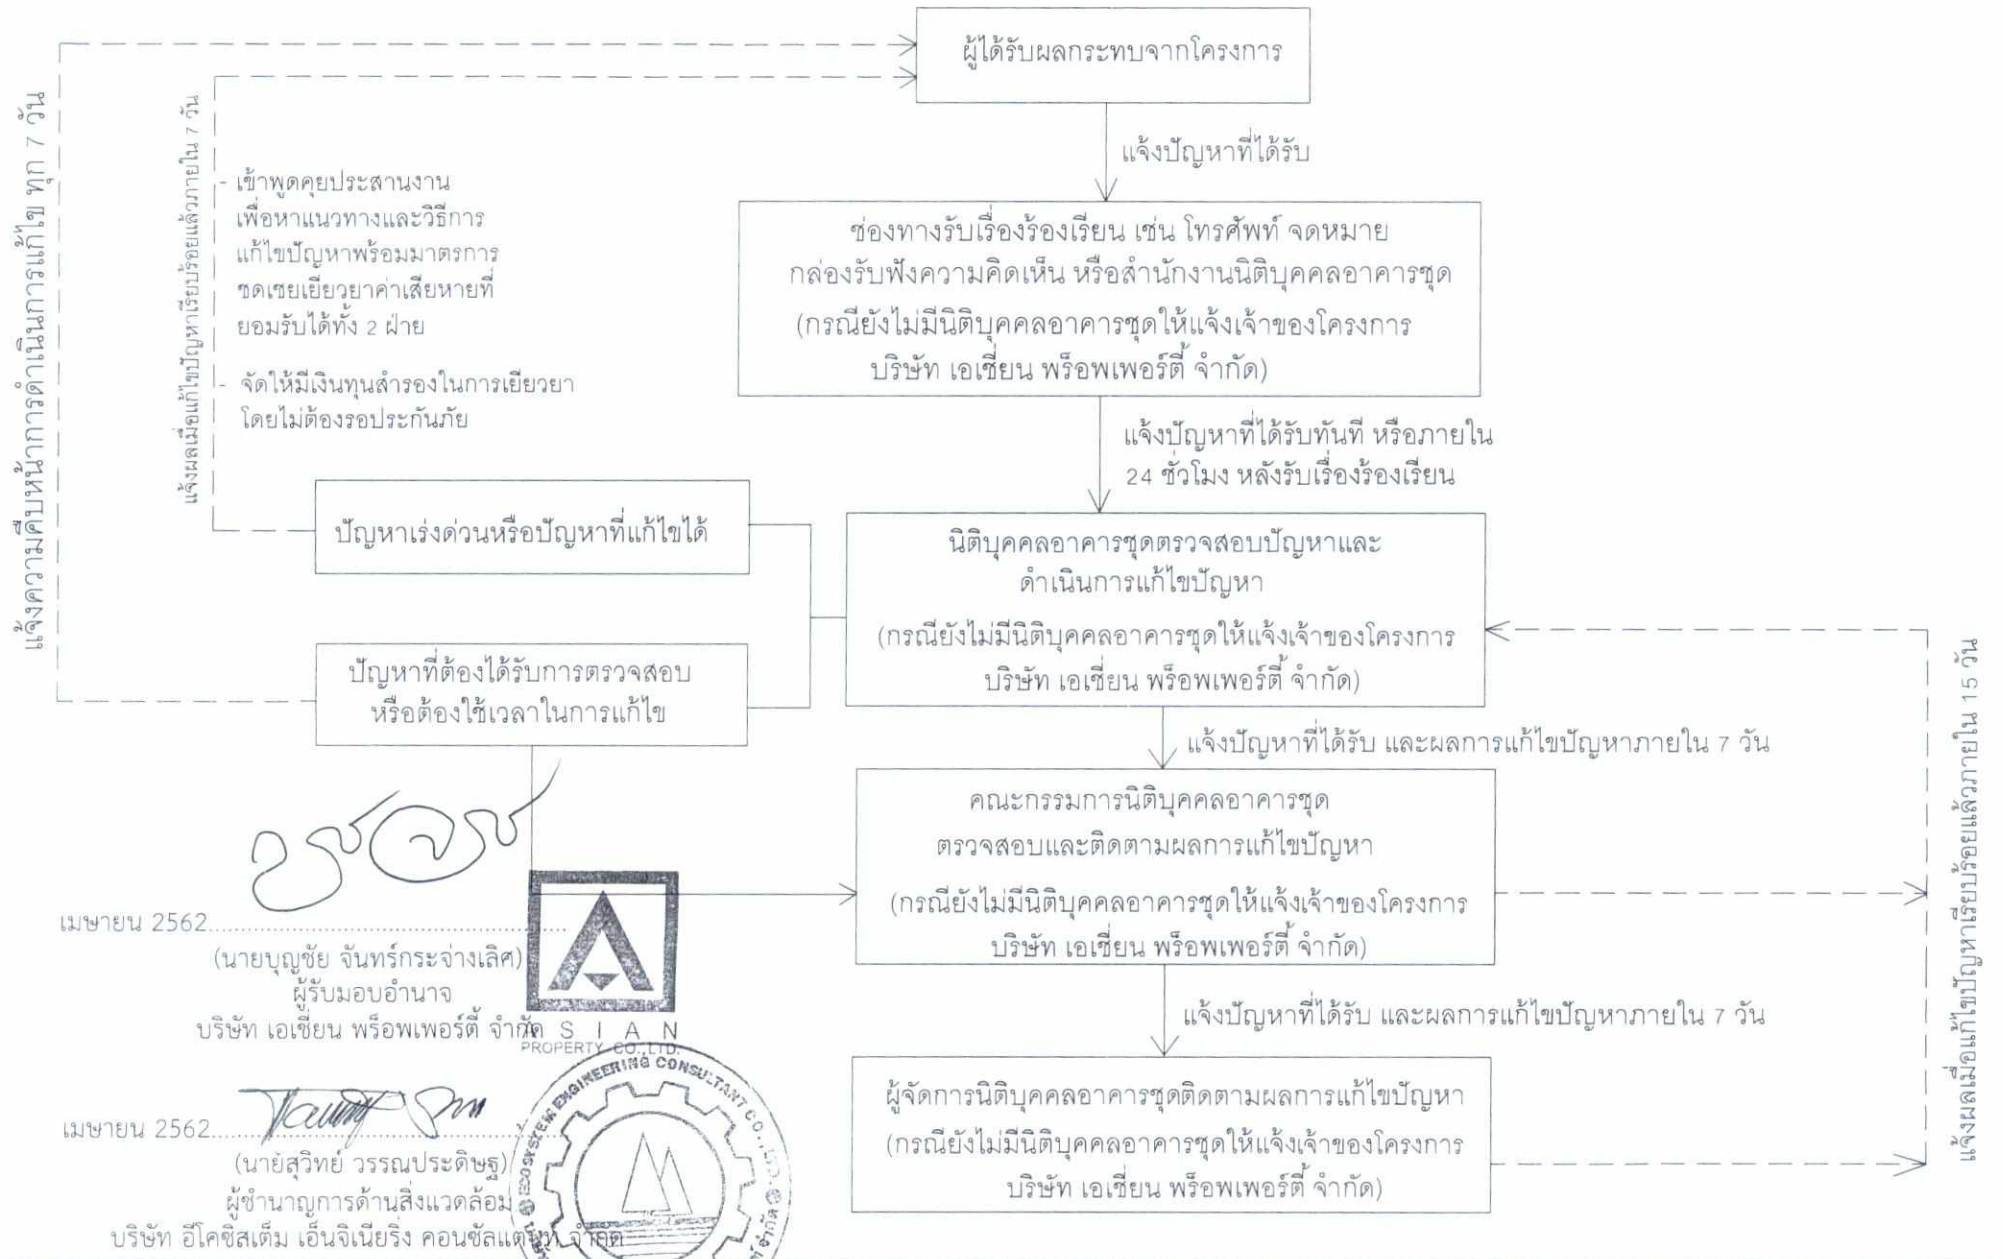 ผู้ได้รับผลกระทบจากโครงการ
แจ้งปัญหาที่ได้รับ
ช่องทางรับเรื่องร้องเรียน เช่น โทรศัพท์ จดหมาย
กล่องรับฟังความคิดเห็น หรือสำนักงานนิติบุคคลอาคารชุด
(กรณียังไม่มีนิติบุคคลอาคารชุดให้แจ้งเจ้าของโครงการ
บริษัท เอเชี่ยน พร็อพเพอร์ตี้ จำกัด)
แจ้งปัญหาที่ได้รับทันที หรือภายใน
24 ชั่วโมง หลังรับเรื่องร้องเรียน
แจ้งความคืบหน้าการดำเนินการแก้ไข ทุก 7 วัน
แจ้งผลเมื่อแก้ไขปัญหาเรียบร้อยแล้วภายใน 7 วัน
- เข้าพูดคุยประสานงาน
เพื่อหาแนวทางและวิธีการ
แก้ไขปัญหาพร้อมมาตรการ
ชดเชยเยียวยาค่าเสียหายที่
ยอมรับได้ทั้ง 2 ฝ่าย
- จัดให้มีเงินทุนสำรองในการเยียวยา
โดยไม่ต้องรอประกันภัย
ปัญหาเร่งด่วนหรือปัญหาที่แก้ไขได้
ปัญหาที่ต้องได้รับการตรวจสอบ
หรือต้องใช้เวลาในการแก้ไข
นิติบุคคลอาคารชุดตรวจสอบปัญหาและ
ดำเนินการแก้ไขปัญหา
(กรณียังไม่มีนิติบุคคลอาคารชุดให้แจ้งเจ้าของโครงการ
บริษัท เอเชี่ยน พร็อพเพอร์ตี้ จำกัด)
แจ้งปัญหาที่ได้รับ และผลการแก้ไขปัญหาภายใน 7 วัน
คณะกรรมการนิติบุคคลอาคารชุด
ตรวจสอบและติดตามผลการแก้ไขปัญหา
(กรณียังไม่มีนิติบุคคลอาคารชุดให้แจ้งเจ้าของโครงการ
บริษัท เอเชี่ยน พร็อพเพอร์ตี้ จำกัด)
แจ้งปัญหาที่ได้รับ และผลการแก้ไขปัญหาภายใน 7 วัน
ผู้จัดการนิติบุคคลอาคารชุดติดตามผลการแก้ไขปัญหา
(กรณียังไม่มีนิติบุคคลอาคารชุดให้แจ้งเจ้าของโครงการ
บริษัท เอเชี่ยน พร็อพเพอร์ตี้ จำกัด)
แจ้งผลเมื่อแก้ไขปัญหาเรียบร้อยแล้วภายใน 15 วัน
เมษายน 2562
(นายบุญชัย จันทร์กระจ่างเลิศ)
ผู้รับมอบอำนาจ
บริษัท เอเชี่ยน พร็อพเพอร์ตี้ จำกัด
ASIAN
PROPERTY CO.,LTD.
เมษายน 2562
(นายสุวิทย์ วรรณประดิษฐ)
ผู้ชำนาญการด้านสิ่งแวดล้อม
บริษัท อีโคซิสเต็ม เอ็นจิเนียริ่ง คอนซัลแตนท์ จำกัด
ECOSYSTEM ENGINEERING CONSULTANT CO., LTD.